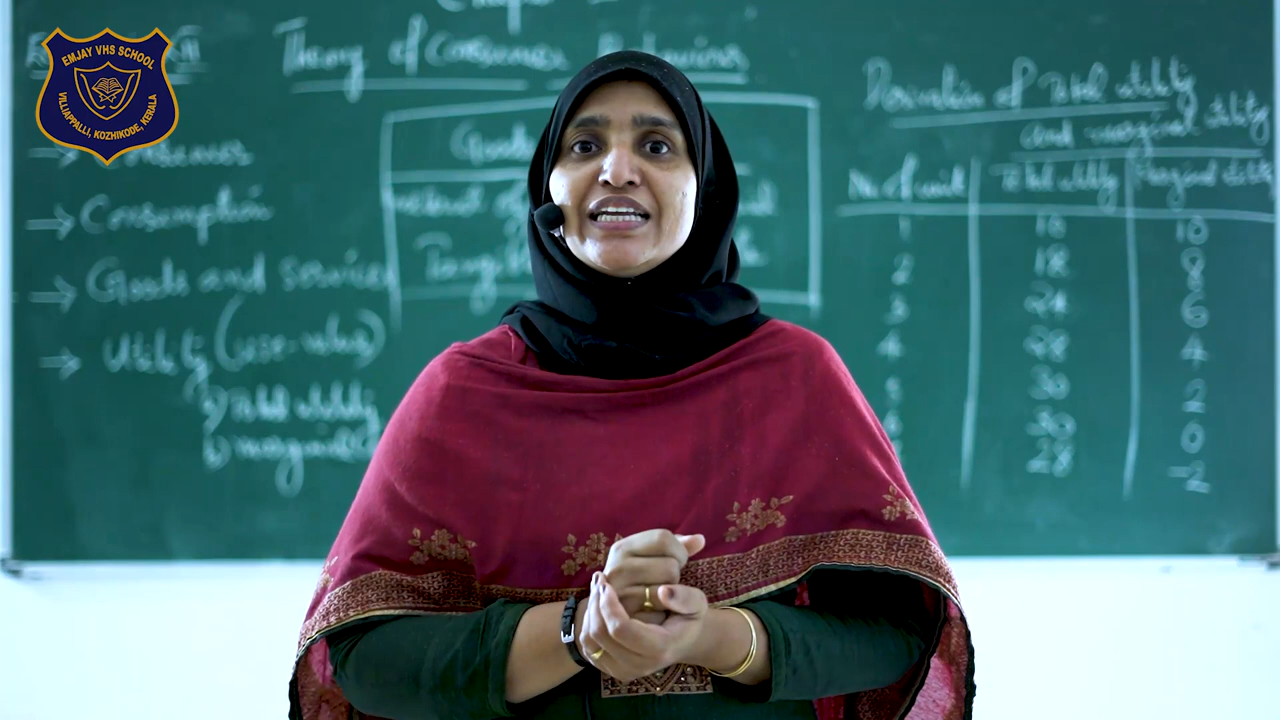 EMJAY VHS SCHOOL
VILLIAPPALLI, KOZHIKODE, KERALA
Theory of Consumer Behaviour
→ Consumer
→ Consumption
→ Goods and services
→ Utility (use-value)
a) Total utility
b) marginal
Goods
Derivation of Total utility
and marginal utility
No of unit Total utility Marginal utility
1 10 10
2 18 8
3 24 6
4 28 4
5 30 2
30 0
28 -2